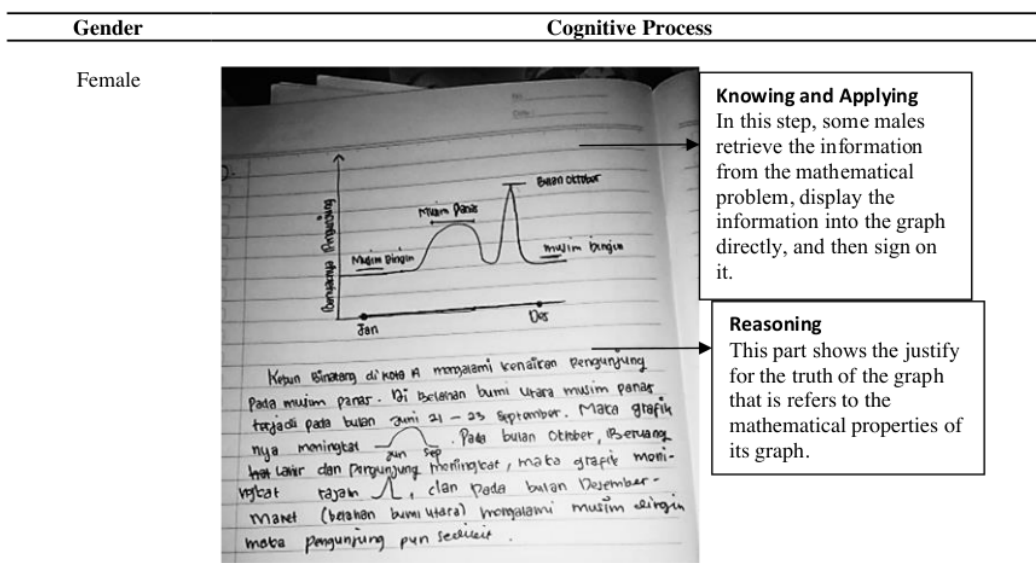 Gender Cognitive Process
Female
Knowing and Applying
In this step, some males
retrieve the information
from the mathematical
problem, display the
information into the graph
directly, and then sign on
it.
Reasoning
This part shows the justify
for the truth of the graph
that is refers to the
mathematical properties of
its graph.
Banyaknya Pengunjung
Musim Dingin
Musim Panas
Bulan Oktober
musim dingin
Jan
Des
Kebun Binatang di kota A mengalami kenaikan pengunjung
pada musim panas. Di Belahan bumi utara musim panas
terjadi pada bulan Juni 21 - 23 September. Maka grafik
nya meningkat . Pada bulan Oktober, Beruang
jun sep
lahir dan pengunjung meningkat, maka grafik meni-
ngkat tajam , dan pada bulan Desember-
Maret (belahan bumi utara) mengalami musim dingin
maka pengunjung pun sedikit.